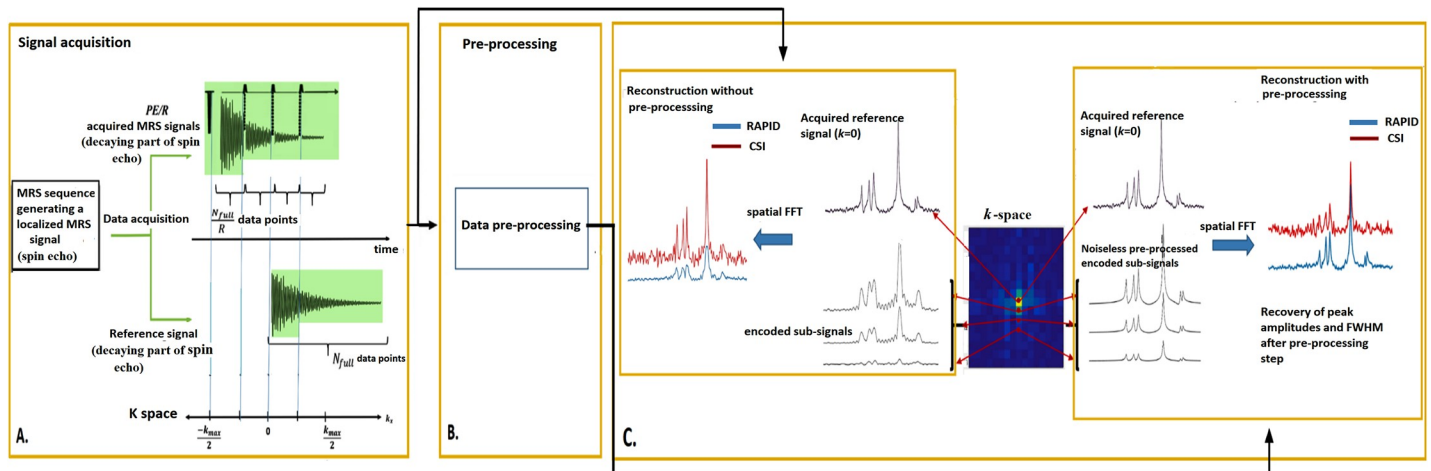 Signal acquisition
PE/R
acquired MRS signals
(decaying part of spin
echo)
MRS sequence
generating a
localized MRS
signal
(spin echo)
Data acquisition
N_full/R data points
time
Reference signal
(decaying part of spin
echo)
N_full data points
K space
-k_max/2
0
k_max/2
k_s
A.
Pre-processing
Data pre-processing
B.
Reconstruction without
pre-processsing
RAPID
CSI
Acquired reference
signal (k=0)
spatial FFT
encoded sub-signals
k-space
Reconstruction with
pre-processsing
RAPID
CSI
Acquired reference
signal (k=0)
spatial FFT
Noiseless pre-processed
encoded sub-signals
Recovery of peak
amplitudes and FWHM
after pre-processing
step
C.